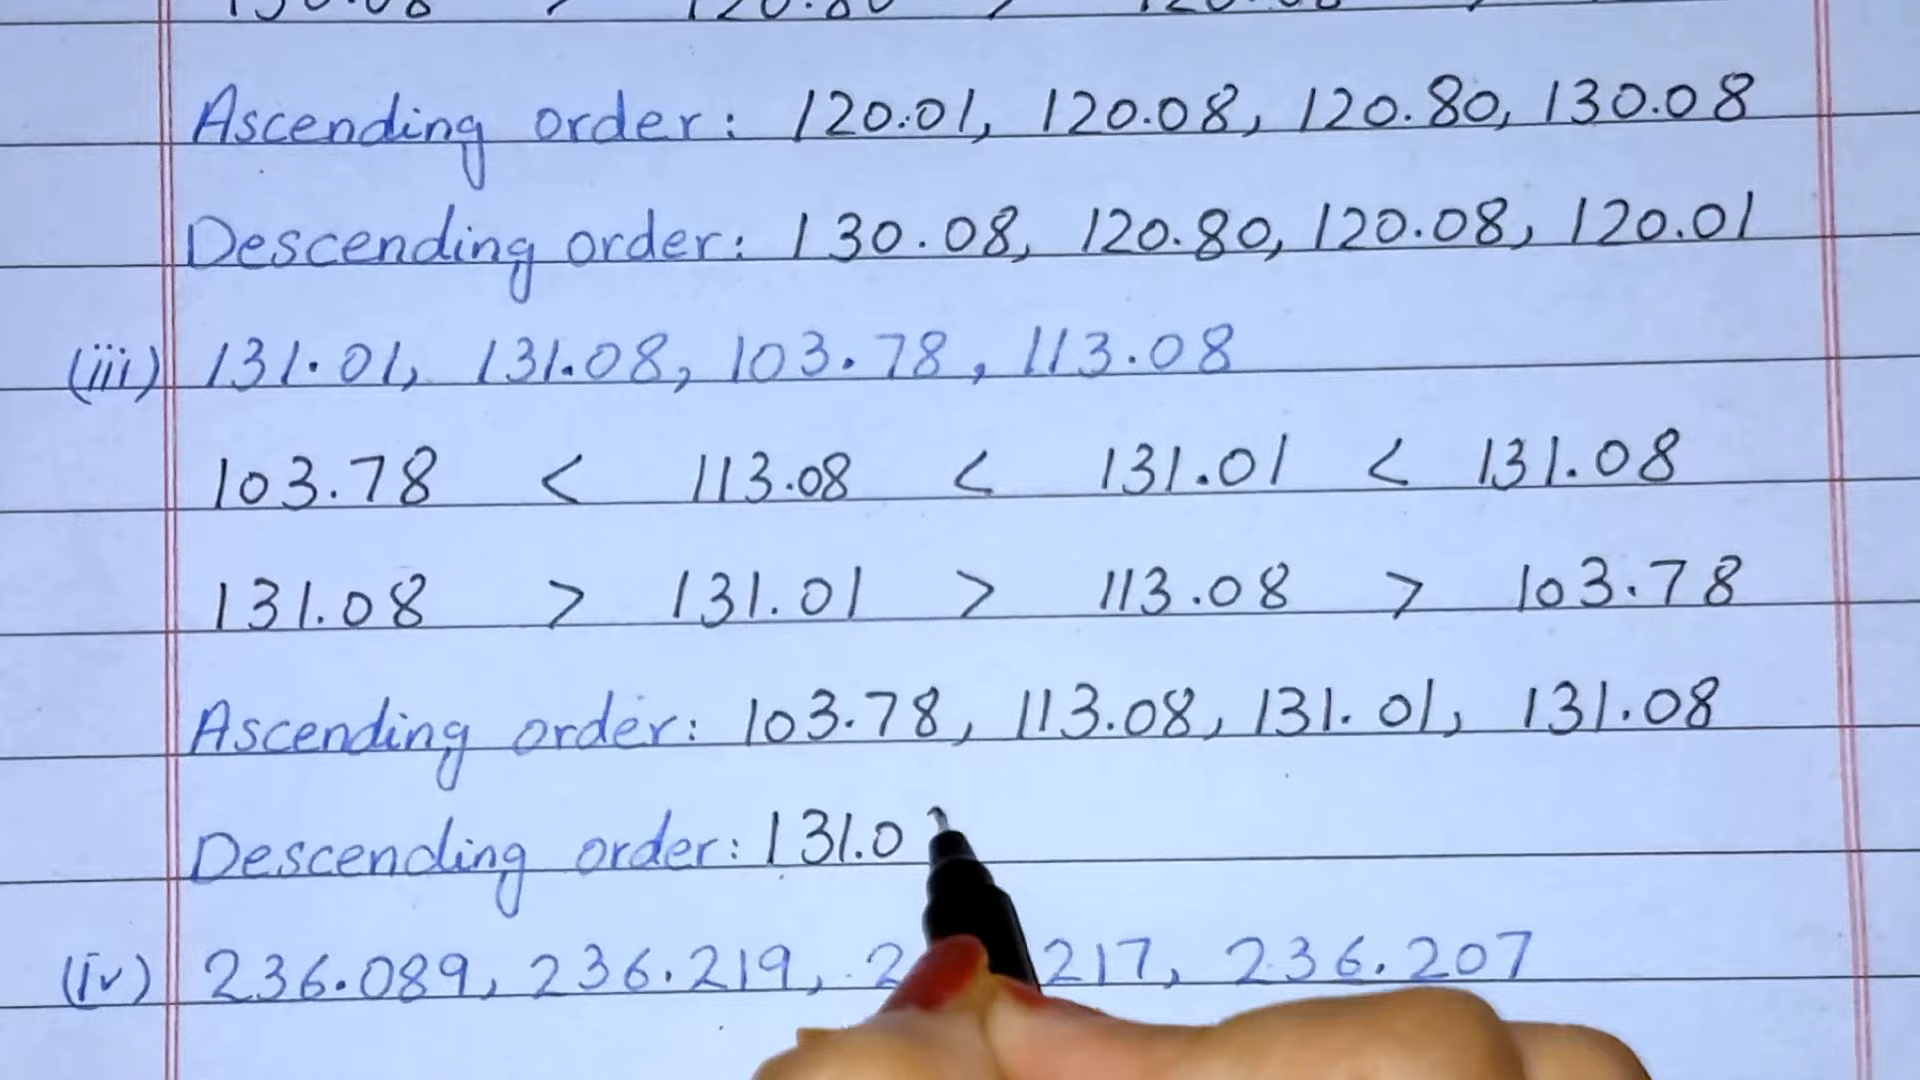 Ascending order: 120.01, 120.08, 120.80, 130.08
Descending order: 130.08, 120.80, 120.08, 120.01
(iii) 131.01, 131.08, 103.78, 113.08
103.78 < 113.08 < 131.01 < 131.08
131.08 > 131.01 > 113.08 > 103.78
Ascending order: 103.78, 113.08, 131.01, 131.08
Descending order: 131.0
(iv) 236.089, 236.219, 2 217, 236.207